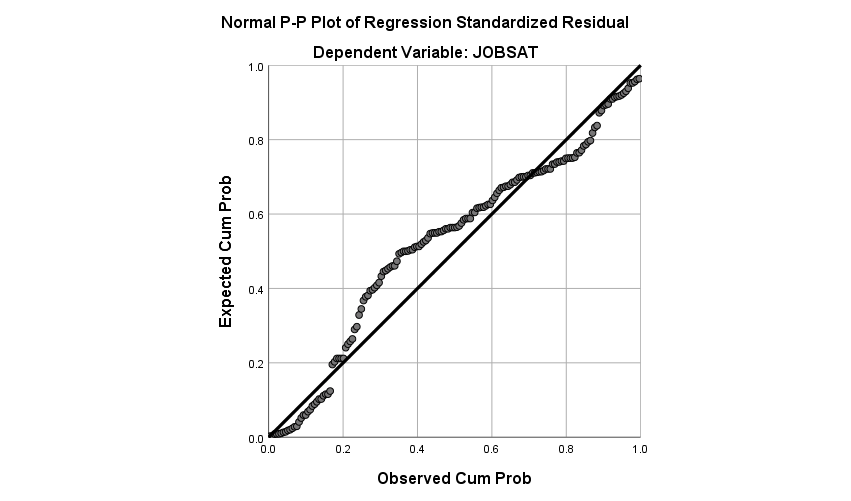 Normal P-P Plot of Regression Standardized Residual
Dependent Variable: JOBSAT
1.0
0.8
0.6
0.4
0.2
0.0
Expected Cum Prob
0.0 0.2 0.4 0.6 0.8 1.0
Observed Cum Prob